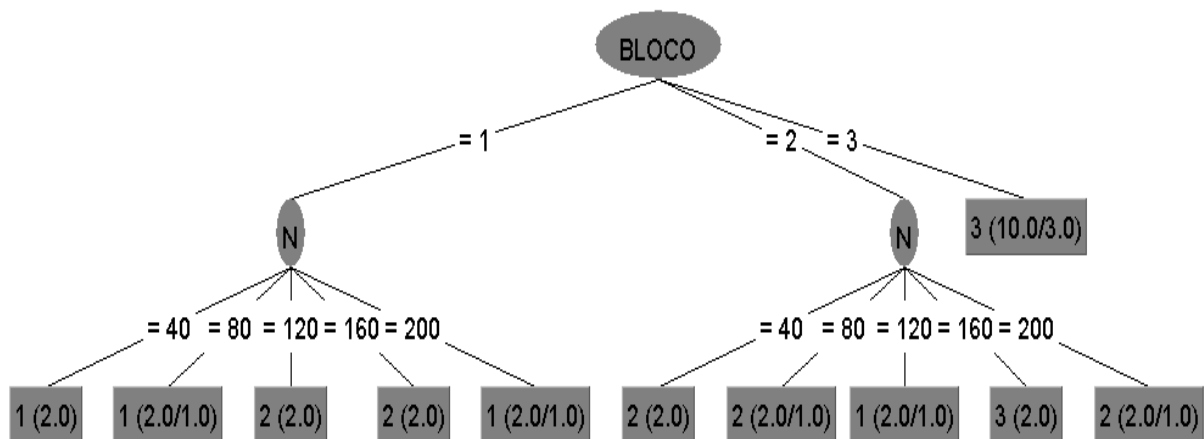 BLOCO
= 1 = 2 = 3
N N 3 (10.0/3.0)
= 40 = 80 = 120 = 160 = 200 = 40 = 80 = 120 = 160 = 200
1 (2.0) 1 (2.0/1.0) 2 (2.0) 2 (2.0) 1 (2.0/1.0) 2 (2.0) 2 (2.0/1.0) 1 (2.0/1.0) 3 (2.0) 2 (2.0/1.0)